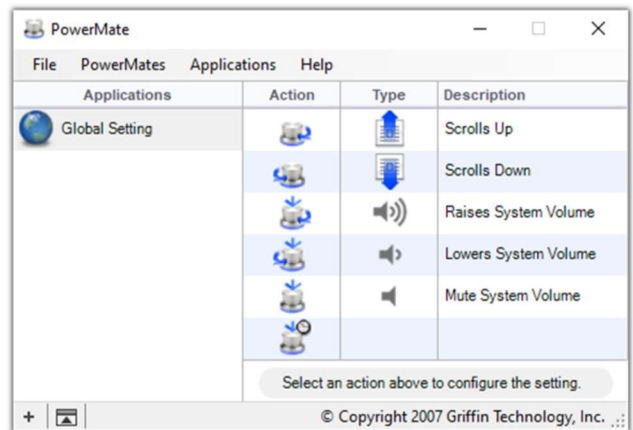 PowerMate
File PowerMates Applications Help
Applications Action Type Description
Global Setting
Scrolls Up
Scrolls Down
Raises System Volume
Lowers System Volume
Mute System Volume
Select an action above to configure the setting.
© Copyright 2007 Griffin Technology, Inc.